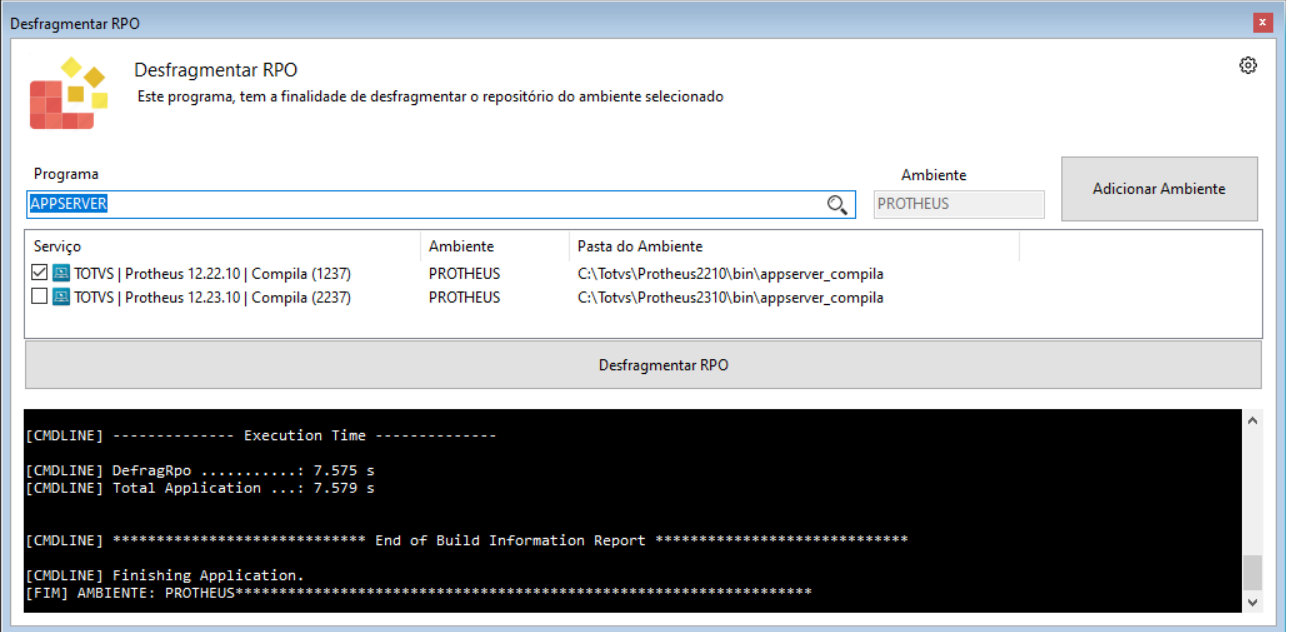 Desfragmentar RPO
x
Desfragmentar RPO
Este programa, tem a finalidade de desfragmentar o repositório do ambiente selecionado
Programa Ambiente
APPSERVER PROTHEUS Adicionar Ambiente
Serviço Ambiente Pasta do Ambiente
TOTVS | Protheus 12.22.10 | Compila (1237) PROTHEUS C:\Totvs\Protheus2210\bin\appserver_compila
TOTVS | Protheus 12.23.10 | Compila (2237) PROTHEUS C:\Totvs\Protheus2310\bin\appserver_compila
Desfragmentar RPO
[CMDLINE] -------------- Execution Time --------------
[CMDLINE] DefragRpo ...........: 7.575 s
[CMDLINE] Total Application ...: 7.579 s
[CMDLINE] ***************************** End of Build Information Report *****************************
[CMDLINE] Finishing Application.
[FIM] AMBIENTE: PROTHEUS******************************************************************